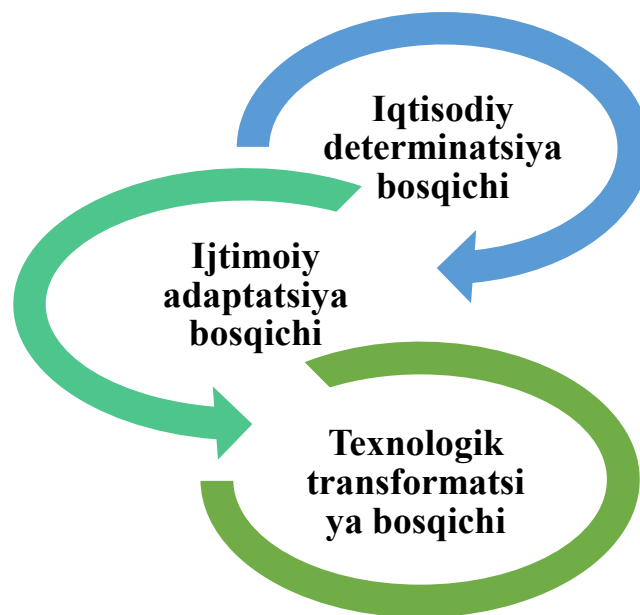 Iqtisodiy
determinatsiya
bosqichi
Ijtimoiy
adaptatsiya
bosqichi
Texnologik
transformatsi
ya bosqichi